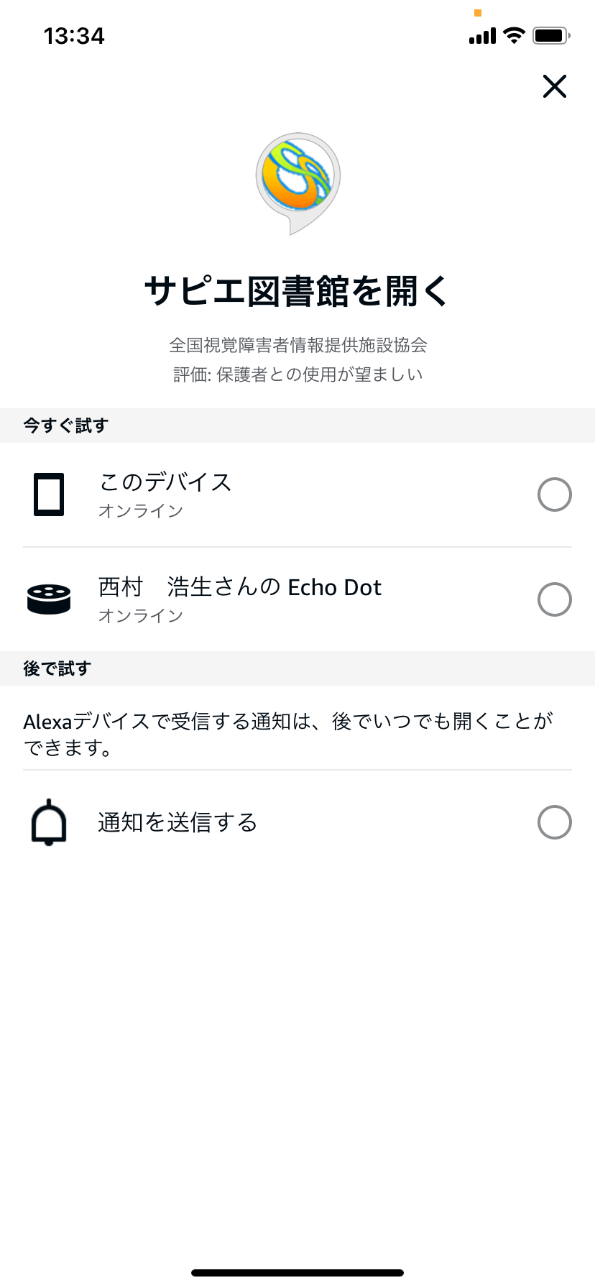 13:34
サピエ図書館を開く
全国視覚障害者情報提供施設協会
評価: 保護者との使用が望ましい
今すぐ試す
このデバイス
オンライン
西村　浩生さんの Echo Dot
オンライン
後で試す
Alexaデバイスで受信する通知は、後でいつでも開くことが
できます。
通知を送信する